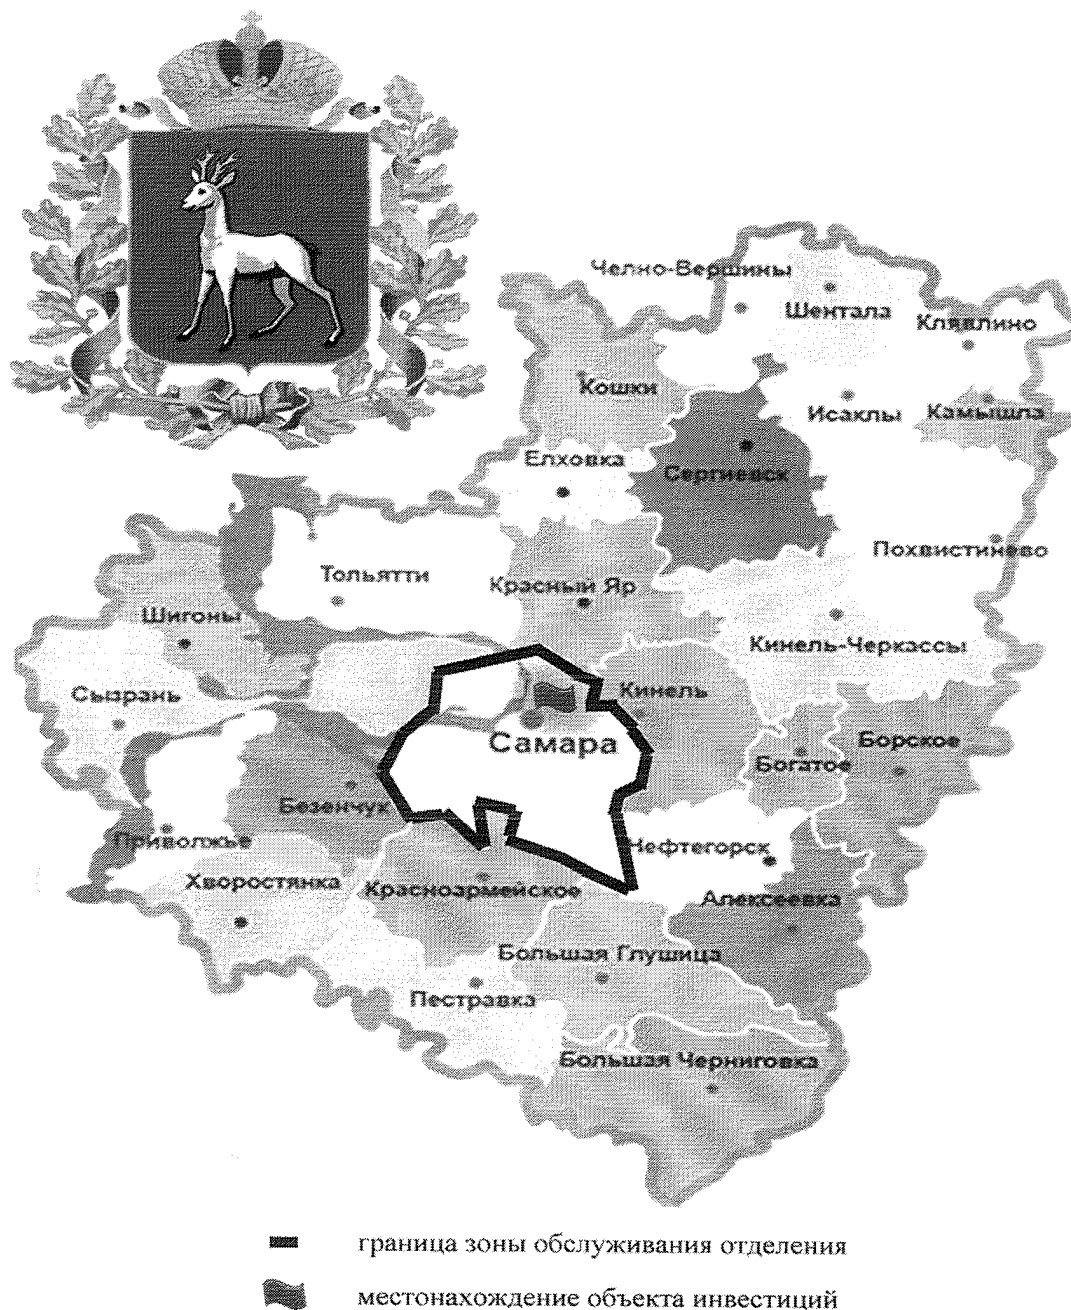 Челно-Вершины
Шентала
Клявлино
Кошки
Исаклы
Камышла
Елховка
Сергиевск
Похвистинево
Тольятти
Красный Яр
Шигоны
Кинель-Черкассы
Сызрань
Кинель
Самара
Борское
Богатое
Безенчук
Приволжье
Нефтегорск
Хворостянка
Красноармейское
Алексеевка
Большая Глушица
Пестравка
Большая Черниговка
граница зоны обслуживания отделения
местонахождение объекта инвестиций